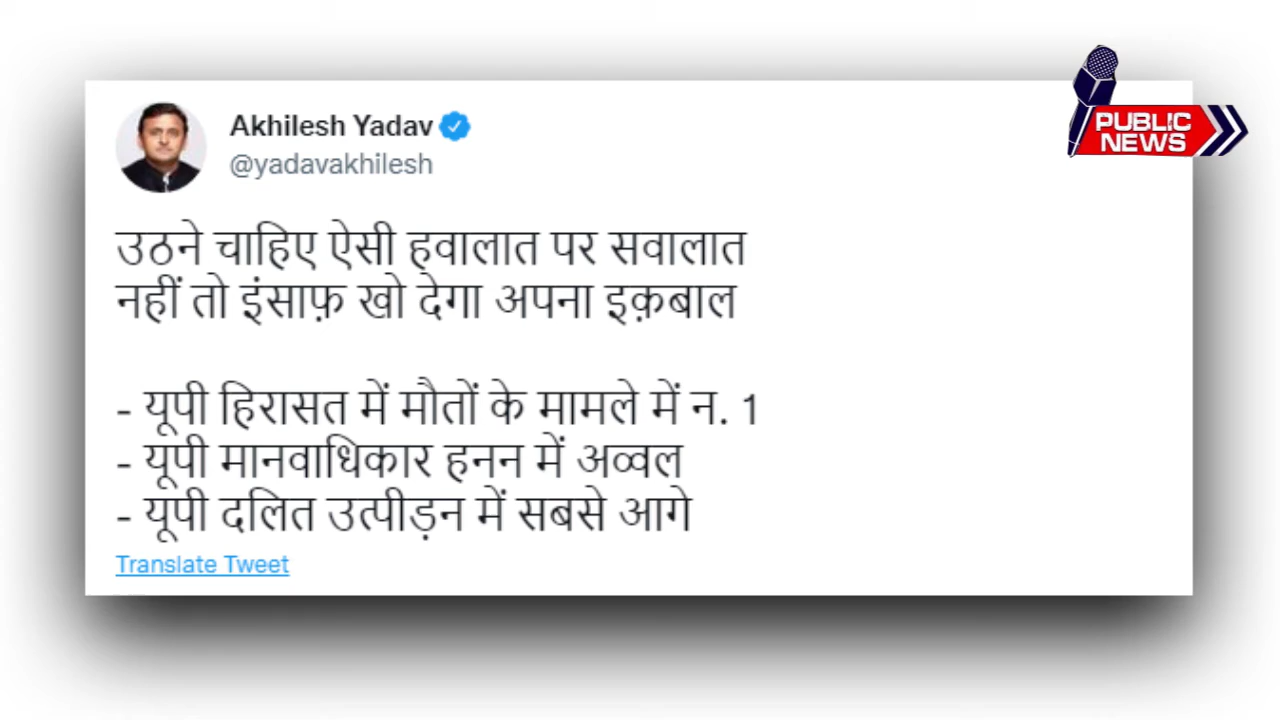 PUBLIC
NEWS
Akhilesh Yadav
@yadavakhilesh
उठने चाहिए ऐसी हवालात पर सवालात
नहीं तो इंसाफ़ खो देगा अपना इक़बाल
- यूपी हिरासत में मौतों के मामले में न. 1
- यूपी मानवाधिकार हनन में अव्वल
- यूपी दलित उत्पीड़न में सबसे आगे
Translate Tweet